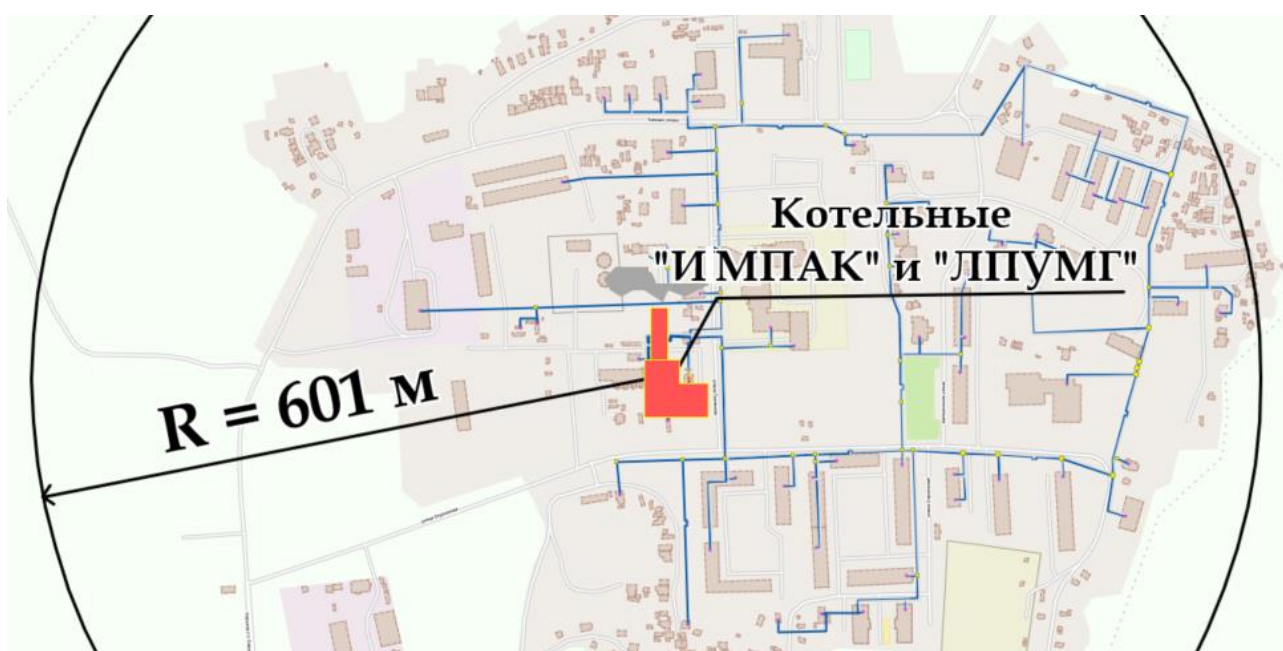 Котельные
"ИМПАК" и "ЛПУМГ"
R = 601 м